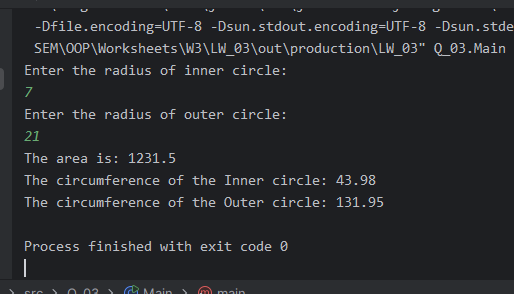 -Dfile.encoding=UTF-8 -Dsun.stdout.encoding=UTF-8 -Dsun.stde
SEM\OOP\Worksheets\W3\LW_03\out\production\LW_03" Q_03.Main
Enter the radius of inner circle:
7
Enter the radius of outer circle:
21
The area is: 1231.5
The circumference of the Inner circle: 43.98
The circumference of the Outer circle: 131.95
Process finished with exit code 0
src > Q_03 > Main > main